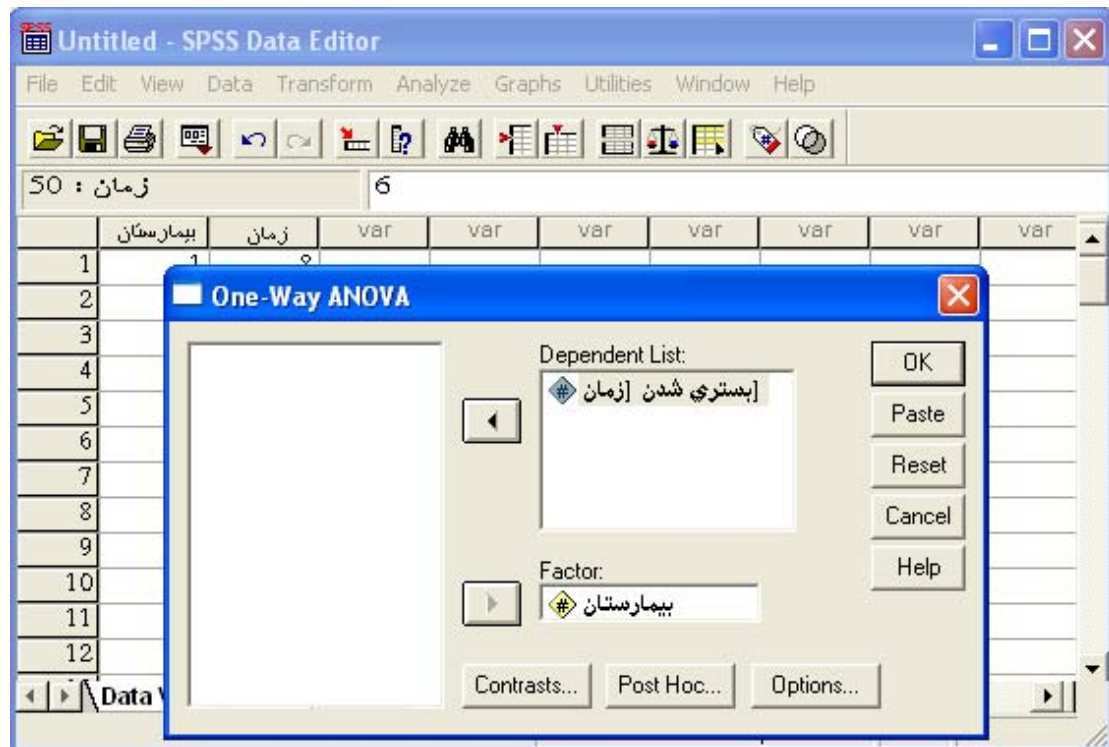 Untitled - SPSS Data Editor
File Edit View Data Transform Analyze Graphs Utilities Window Help
50 : زمان 6
بیمارستان زمان var var var var var var var
1 1
2
3
4
5
6
7
8
9
10
11
12
One-Way ANOVA
Dependent List:
بستري شدن [زمان]
Factor:
بیمارستان
OK
Paste
Reset
Cancel
Help
Contrasts... Post Hoc... Options...
Data